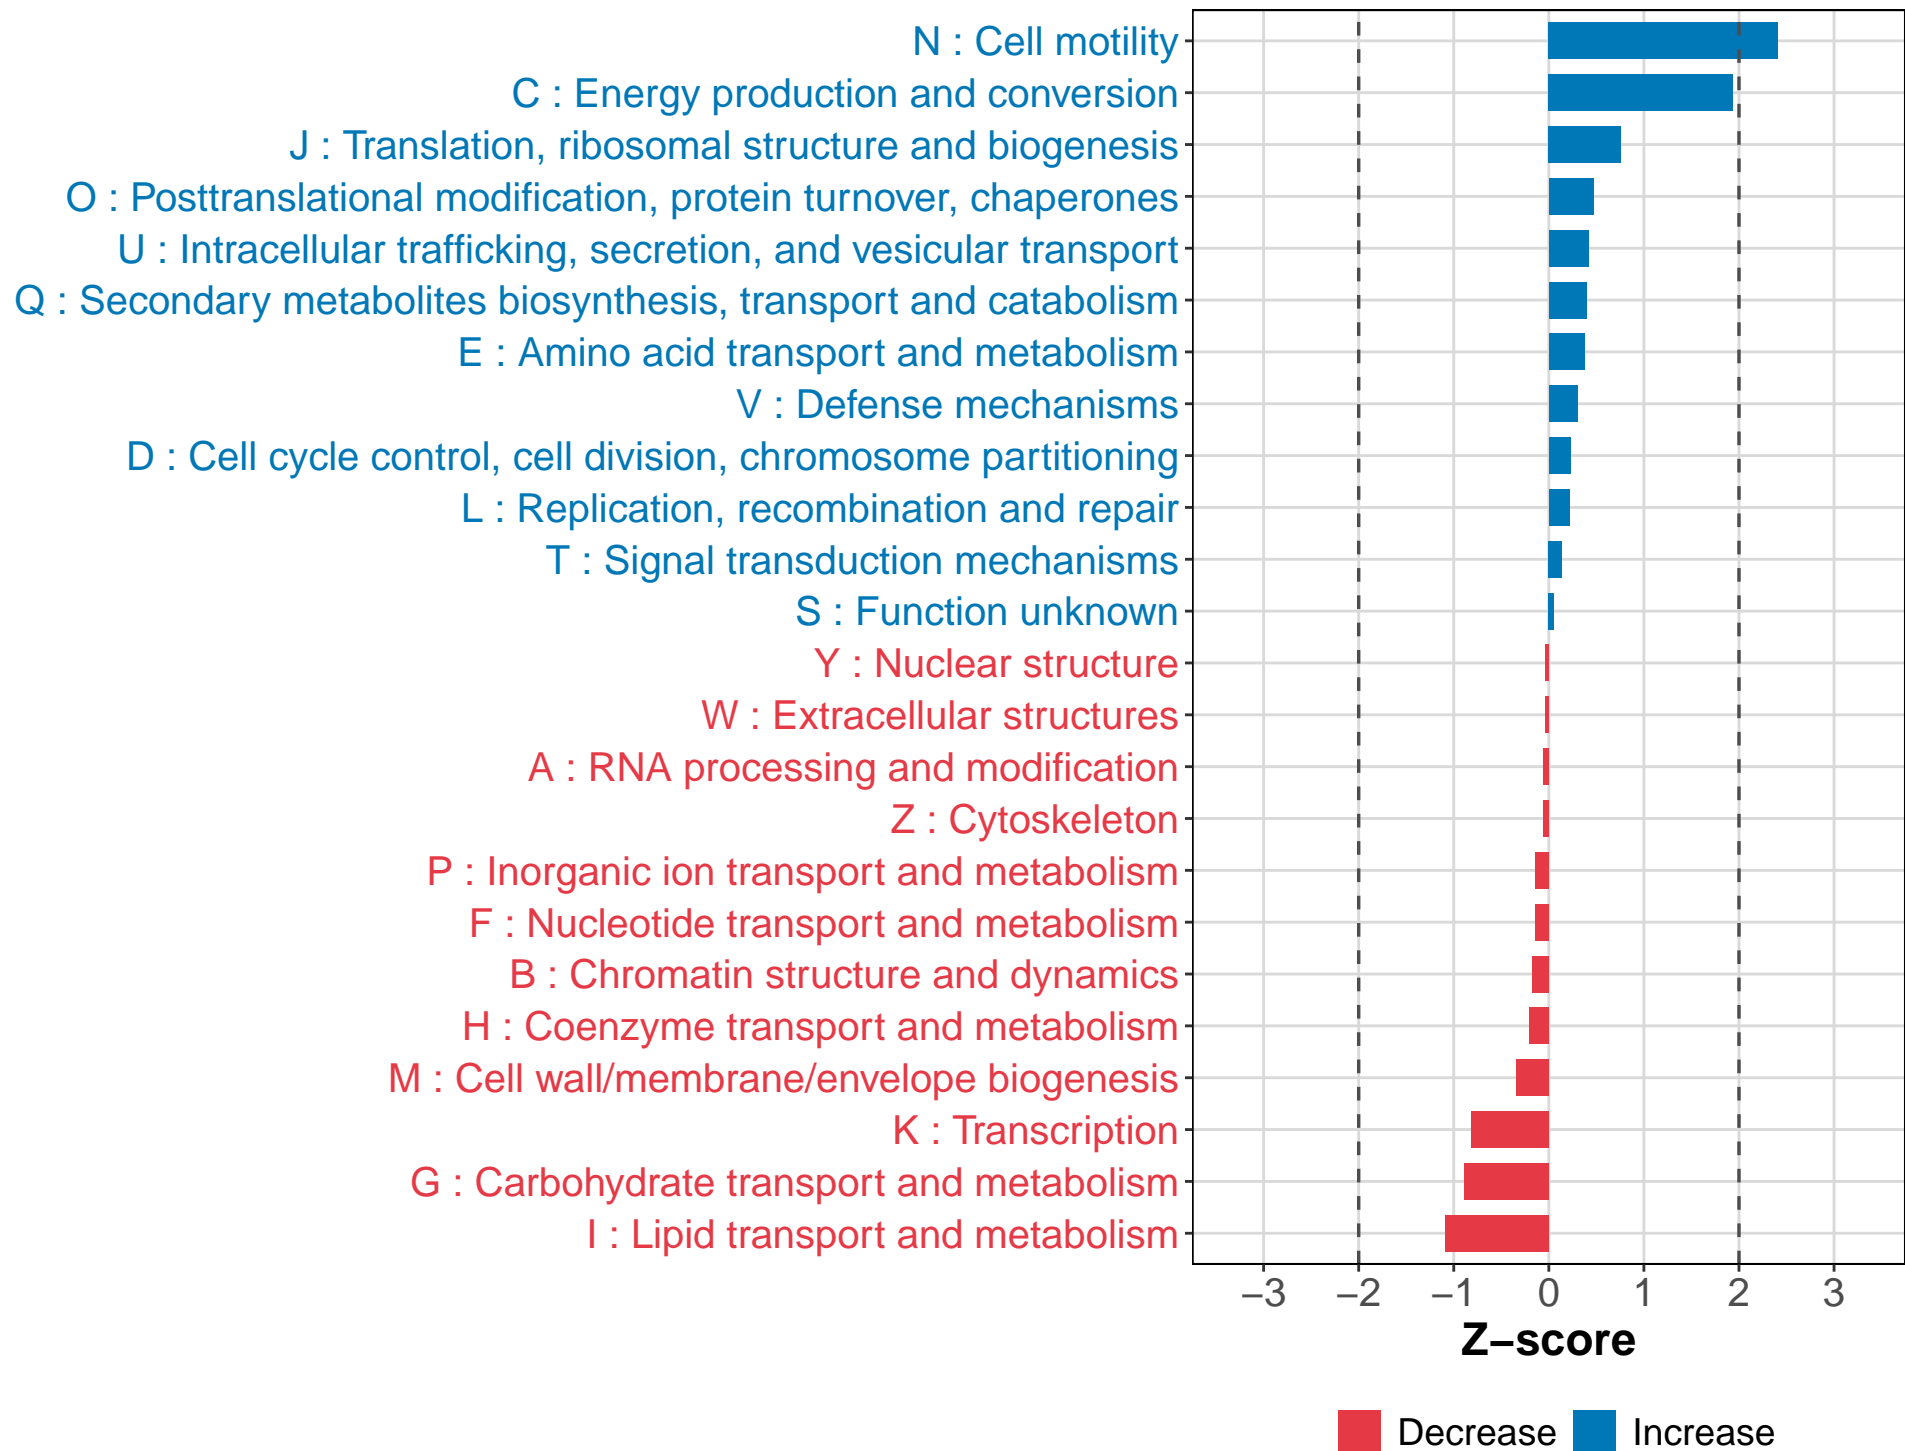 N : Cell motility
C : Energy production and conversion
J : Translation, ribosomal structure and biogenesis
O : Posttranslational modification, protein turnover, chaperones
U : Intracellular trafficking, secretion, and vesicular transport
Q : Secondary metabolites biosynthesis, transport and catabolism
E : Amino acid transport and metabolism
V : Defense mechanisms
D : Cell cycle control, cell division, chromosome partitioning
L : Replication, recombination and repair
T : Signal transduction mechanisms
S : Function unknown
Y : Nuclear structure
W : Extracellular structures
A : RNA processing and modification
Z : Cytoskeleton
P : Inorganic ion transport and metabolism
F : Nucleotide transport and metabolism
B : Chromatin structure and dynamics
H : Coenzyme transport and metabolism
M : Cell wall/membrane/envelope biogenesis
K : Transcription
G : Carbohydrate transport and metabolism
I : Lipid transport and metabolism
−3 −2 −1 0 1 2 3
Z−score
Decrease Increase